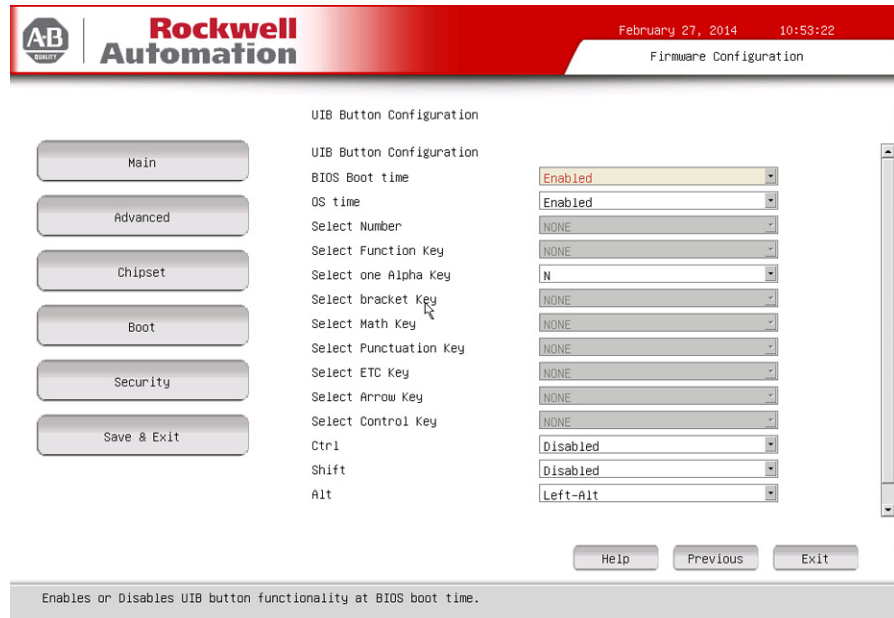 A-B
QUALITY
Rockwell
Automation
February 27, 2014 10:53:22
Firmware Configuration
UIB Button Configuration
Main
Advanced
Chipset
Boot
Security
Save & Exit
UIB Button Configuration
BIOS Boot time Enabled
OS time Enabled
Select Number NONE
Select Function Key NONE
Select one Alpha Key N
Select bracket Key NONE
Select Math Key NONE
Select Punctuation Key NONE
Select ETC Key NONE
Select Arrow Key NONE
Select Control Key NONE
Ctrl Disabled
Shift Disabled
Alt Left-Alt
Help Previous Exit
Enables or Disables UIB button functionality at BIOS boot time.